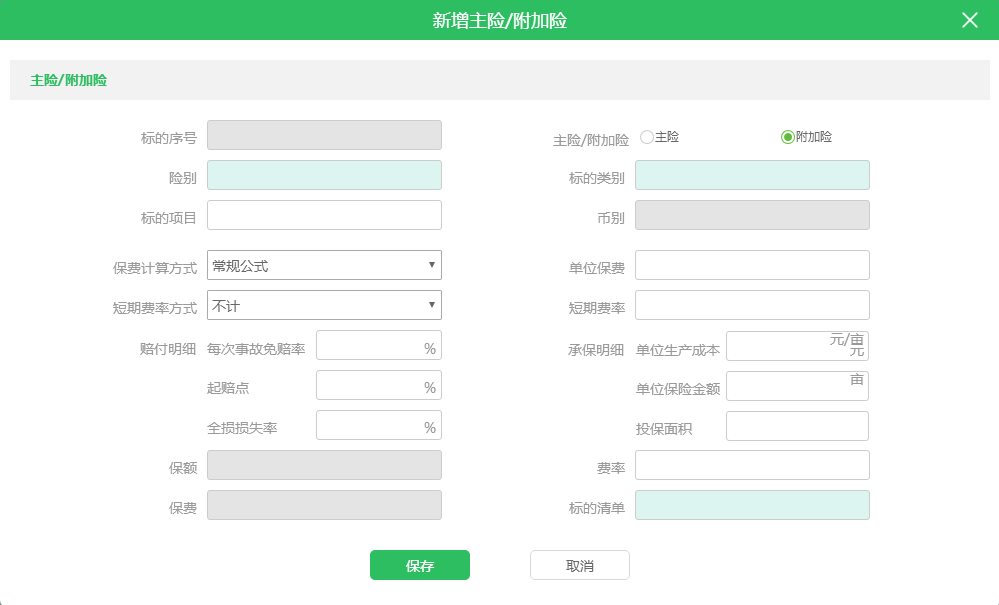 新增主险/附加险
主险/附加险
标的序号
主险/附加险 主险 附加险
险别
标的类别
标的项目
币别
保费计算方式 常规公式
单位保费
短期费率方式 不计
短期费率
赔付明细 每次事故免赔率 %
承保明细 单位生产成本 元/亩
元
起赔点 %
单位保险金额 亩
全损损失率 %
投保面积
保额
费率
保费
标的清单
保存 取消